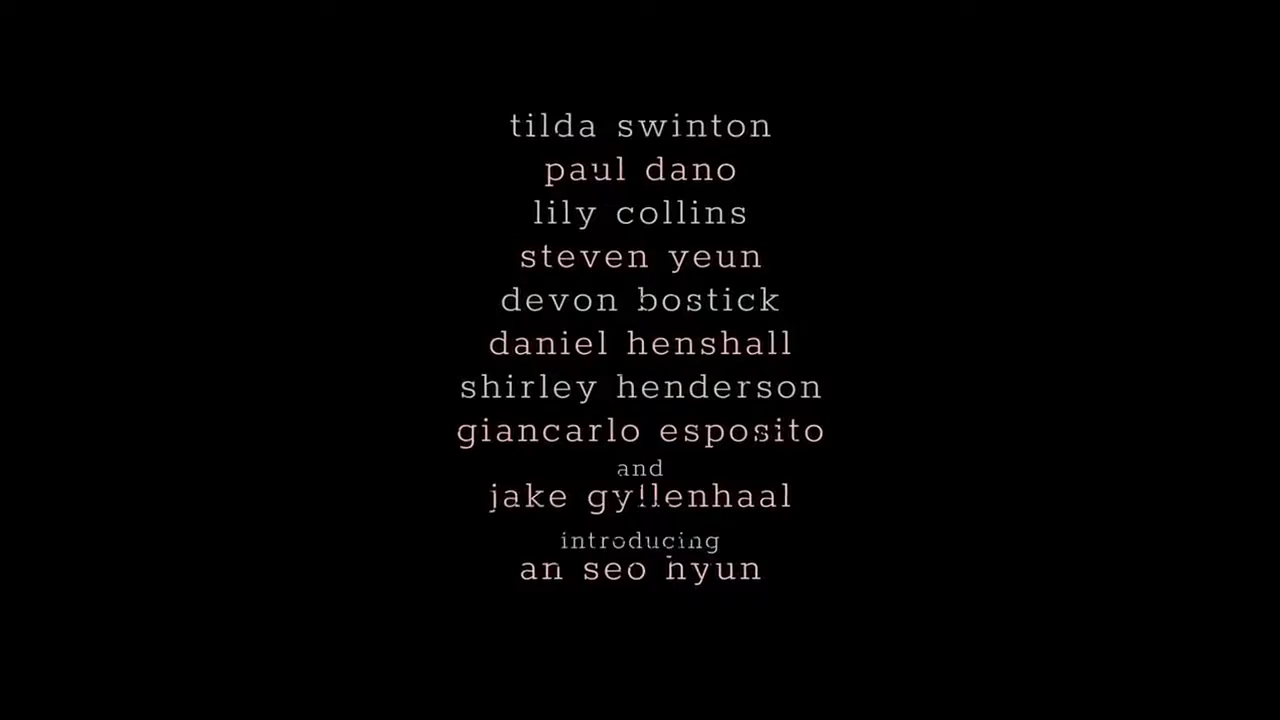 tilda swinton
paul dano
lily collins
steven yeun
devon bostick
daniel henshall
shirley henderson
giancarlo esposito
and
jake gyllenhaal
introducing
an seo hyun